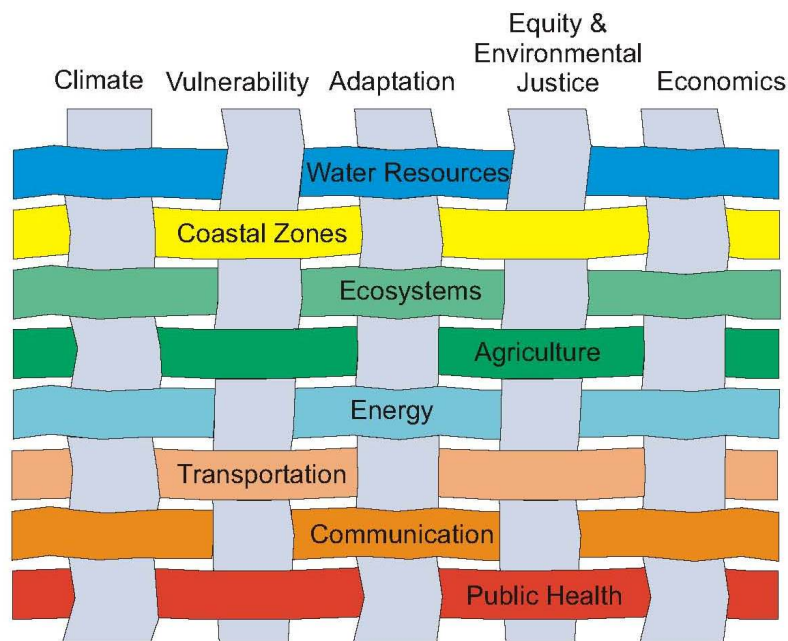 Climate
Vulnerability
Adaptation
Equity &
Environmental
Justice
Economics
Water Resources
Coastal Zones
Ecosystems
Agriculture
Energy
Transportation
Communication
Public Health